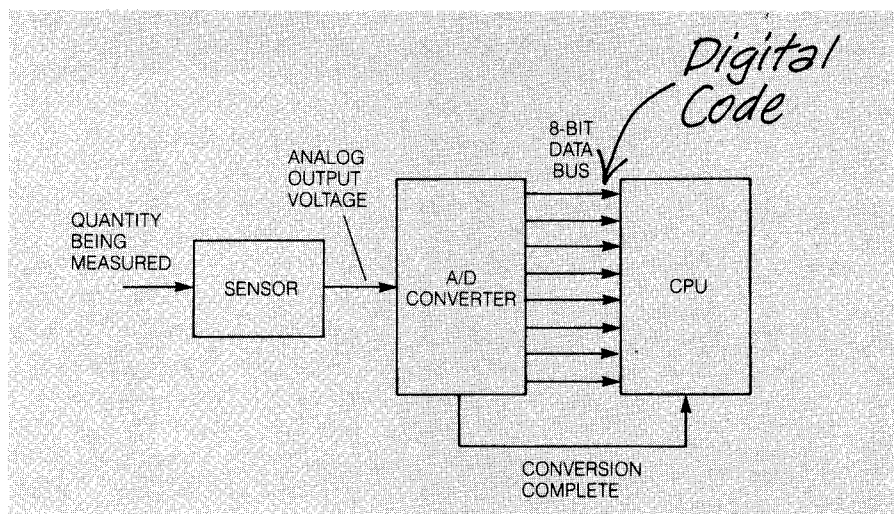 Digital
Code
8-BIT
DATA
BUS
ANALOG
OUTPUT
VOLTAGE
QUANTITY
BEING
MEASURED
SENSOR
A/D
CONVERTER
CPU
CONVERSION
COMPLETE